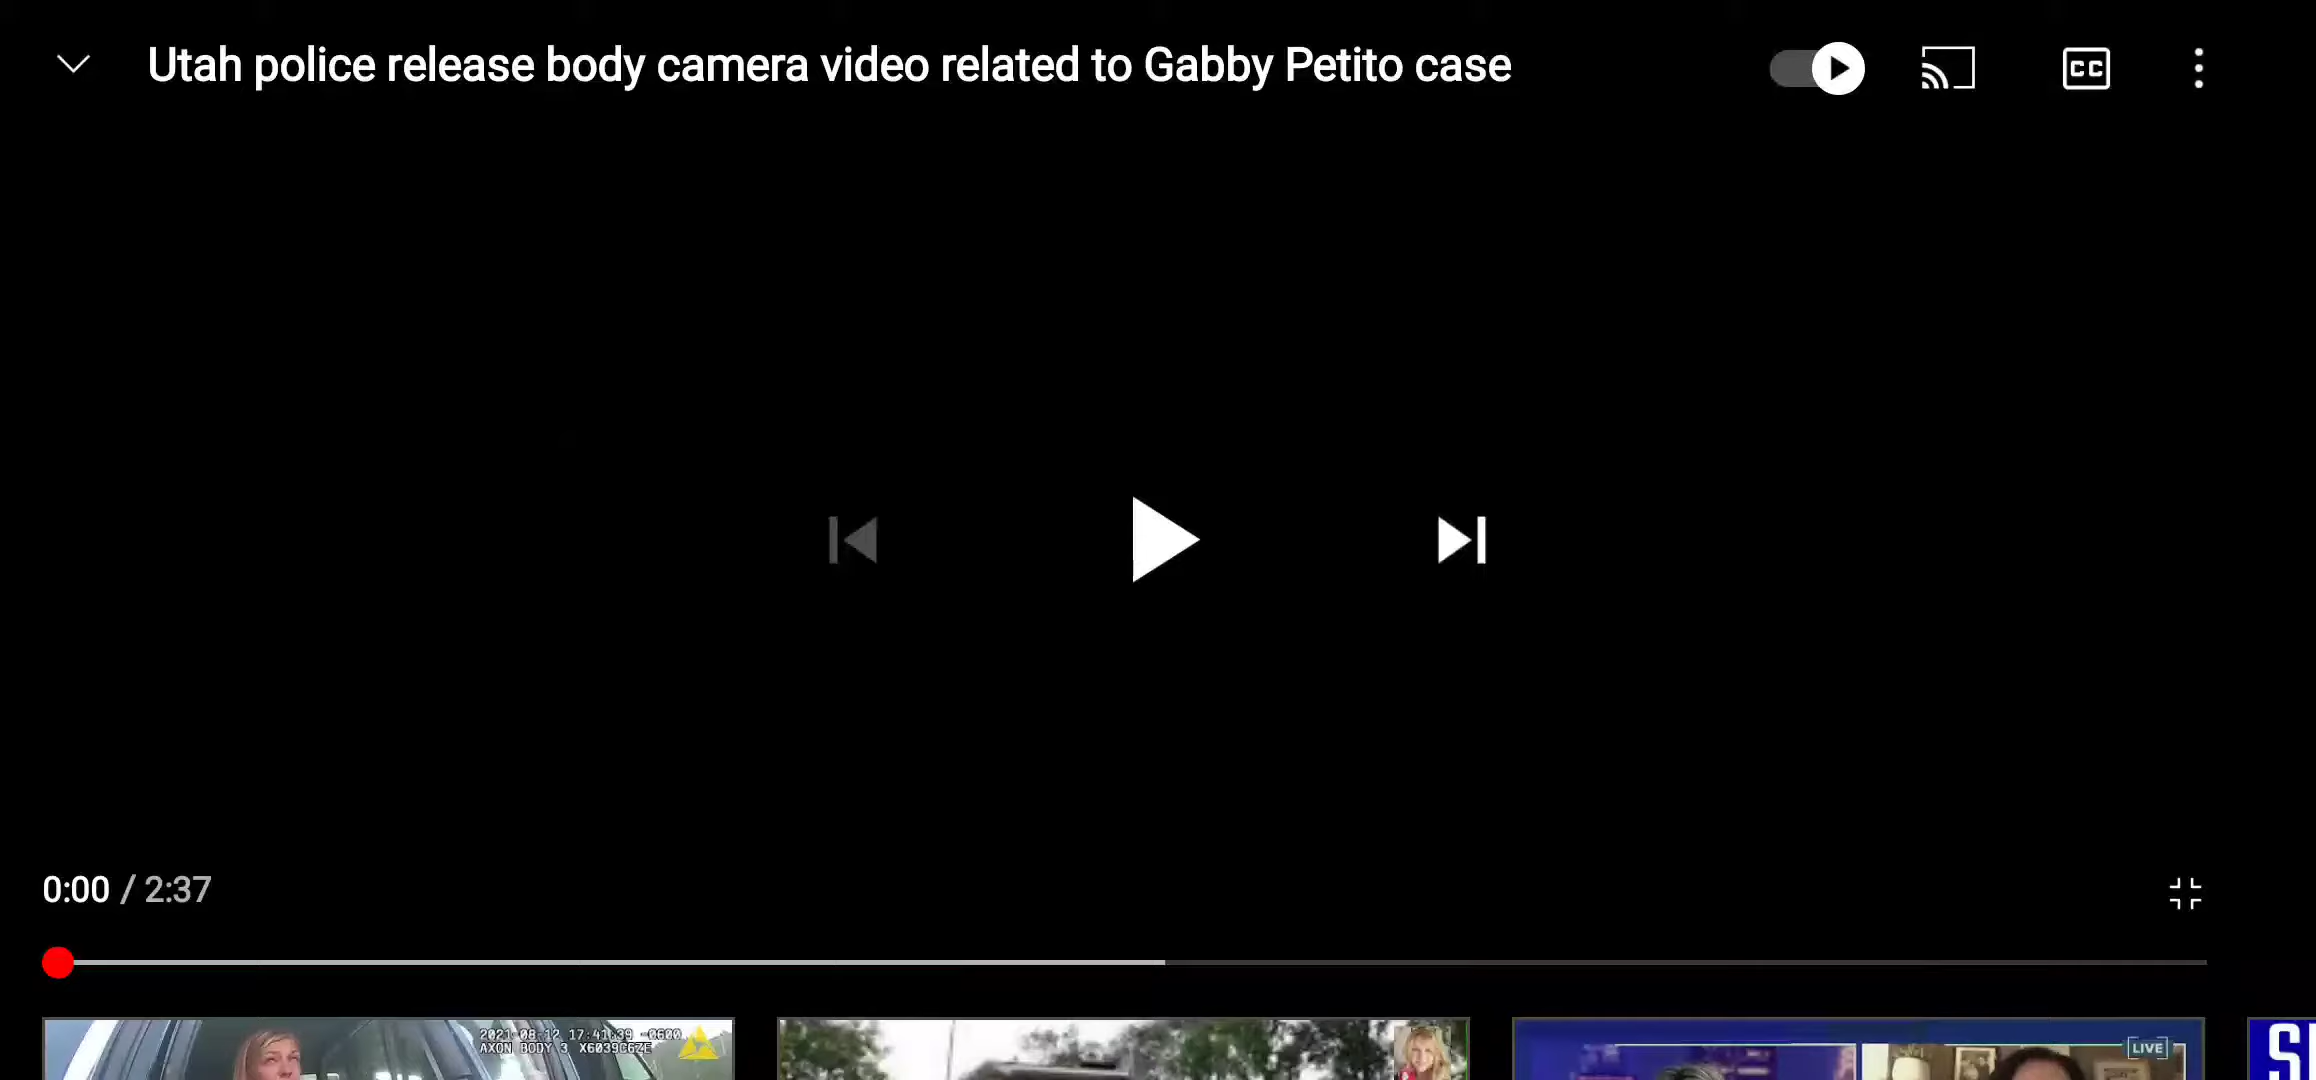 Utah police release body camera video related to Gabby Petito case
CC
0:00 / 2:37
2021-08-12 17:41:39 -0600
AXON BODY 3 X6039C6ZE
LIVE